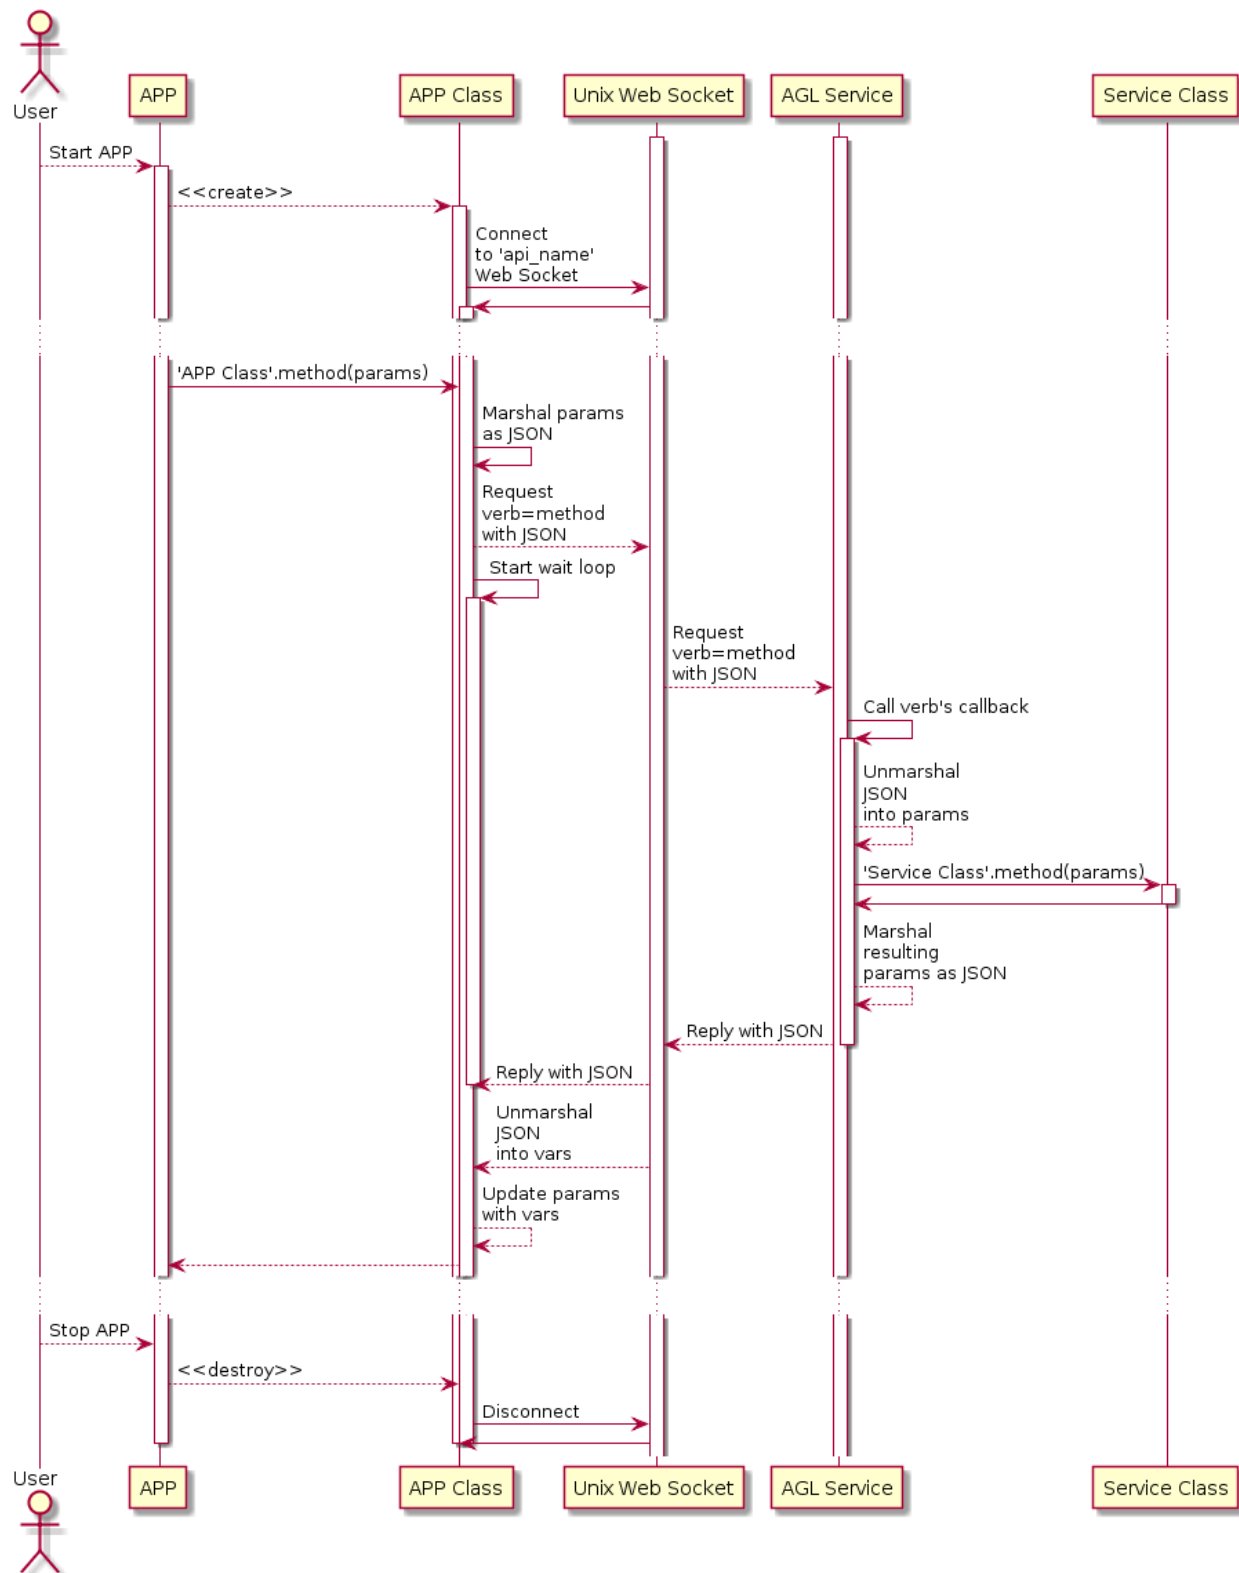 User
APP
APP Class
Unix Web Socket
AGL Service
Service Class
Start APP
<<create>>
Connect
to 'api_name'
Web Socket
'APP Class'.method(params)
Marshal params
as JSON
Request
verb=method
with JSON
Start wait loop
Request
verb=method
with JSON
Call verb's callback
Unmarshal
JSON
into params
'Service Class'.method(params)
Marshal
resulting
params as JSON
Reply with JSON
Reply with JSON
Unmarshal
JSON
into vars
Update params
with vars
Stop APP
<<destroy>>
Disconnect
User
APP
APP Class
Unix Web Socket
AGL Service
Service Class